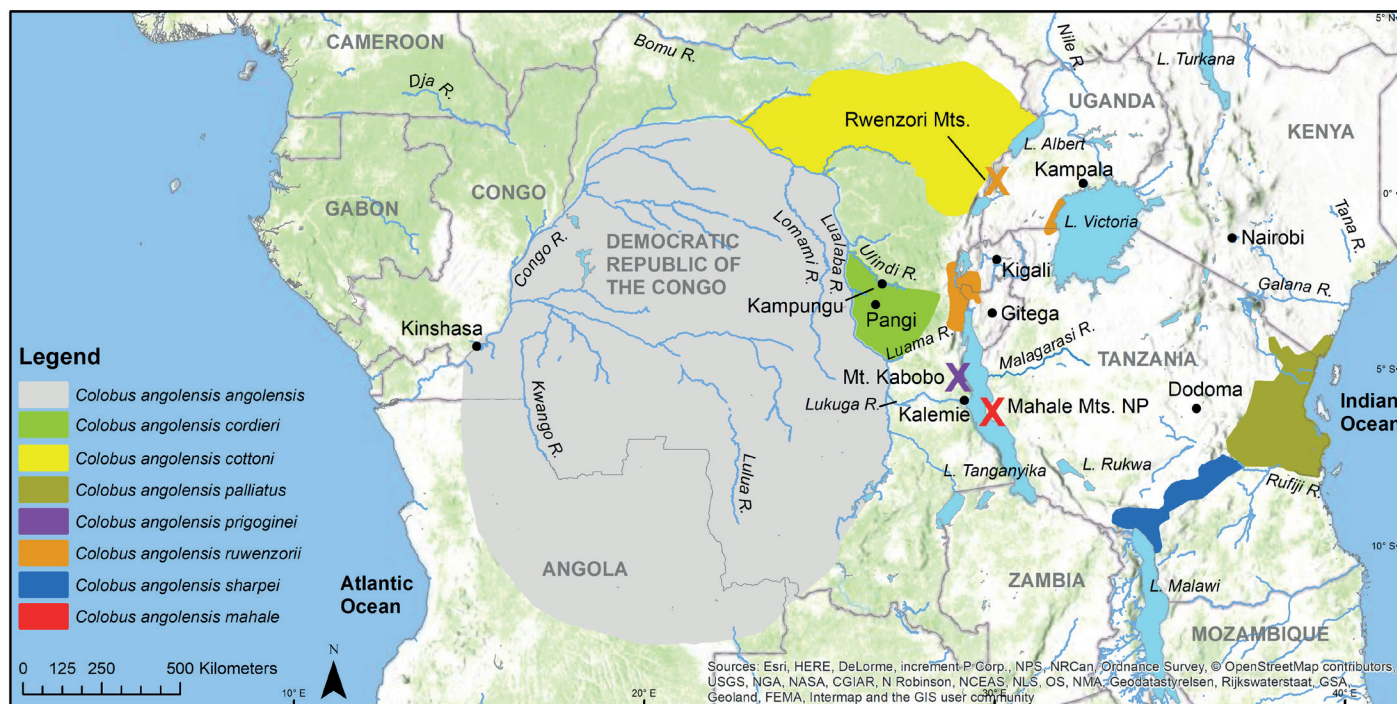 5° N
CAMEROON
Bomu R.
Nile R.
L. Turkana
Dja R.
UGANDA
KENYA
Rwenzori Mts.
L. Albert
Kampala
CONGO
GABON
0°
L. Victoria
Tana R.
Lomami R.
Lualaba R.
Nairobi
Congo R.
DEMOCRATIC
REPUBLIC OF
THE CONGO
Ulindi R.
Kigali
Galana R.
Kampungu
Pangi
Gitega
Kinshasa
Luama R.
Malagarasi R.
TANZANIA
Legend
5° S
Mt. Kabobo
Dodoma
Colobus angolensis angolensis
Kwango R.
Lukuga R.
Kalemie
Mahale Mts. NP
Indian
Ocean
Colobus angolensis cordieri
Colobus angolensis cottoni
Lulua R.
L. Tanganyika
L. Rukwa
Rufiji R.
Colobus angolensis palliatus
Colobus angolensis prigoginei
Colobus angolensis ruwenzorii
10° S
ANGOLA
Atlantic
Ocean
ZAMBIA
L. Malawi
Colobus angolensis sharpei
Colobus angolensis mahale
MOZAMBIQUE
N
0 125 250 500 Kilometers
Sources: Esri, HERE, DeLorme, increment P Corp., NPS, NRCan, Ordnance Survey, © OpenStreetMap contributors,
USGS, NGA, NASA, CGIAR, N Robinson, NCEAS, NLS, OS, NMA, Geodatastyrelsen, Rijkswaterstaat, GSA,
Geoland, FEMA, Intermap and the GIS user community
10° E
20° E
30° E
40° E